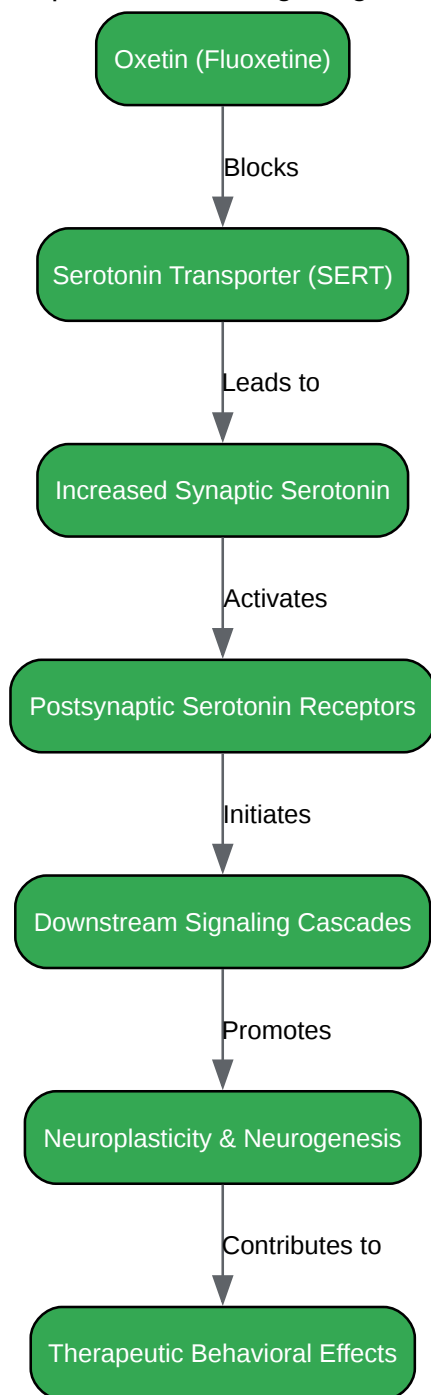 Oxetin (Fluoxetine)
Blocks
Serotonin Transporter (SERT)
Leads to
Increased Synaptic Serotonin
Activates
Postsynaptic Serotonin Receptors
Initiates
Downstream Signaling Cascades
Promotes
Neuroplasticity & Neurogenesis
Contributes to
Therapeutic Behavioral Effects